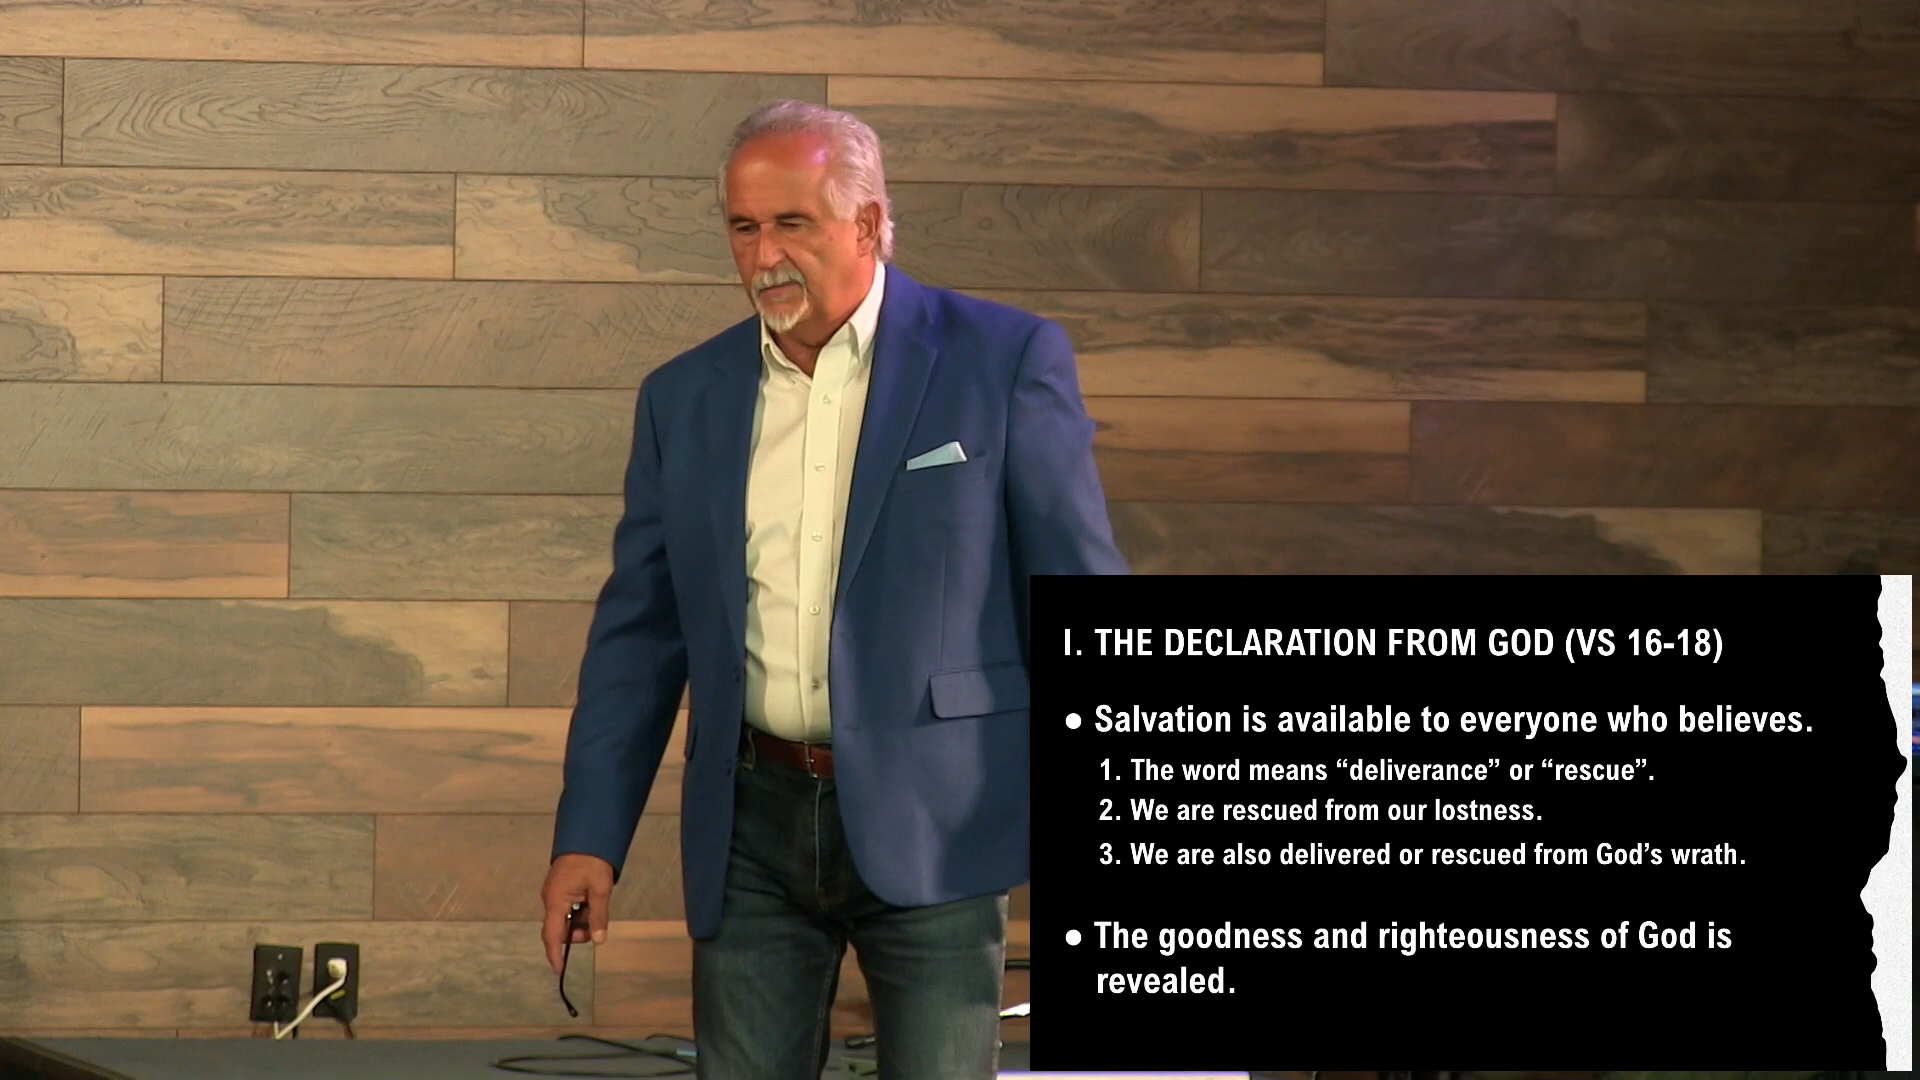 I. THE DECLARATION FROM GOD (VS 16-18)
● Salvation is available to everyone who believes.
1. The word means “deliverance” or “rescue”.
2. We are rescued from our lostness.
3. We are also delivered or rescued from God’s wrath.
● The goodness and righteousness of God is
revealed.